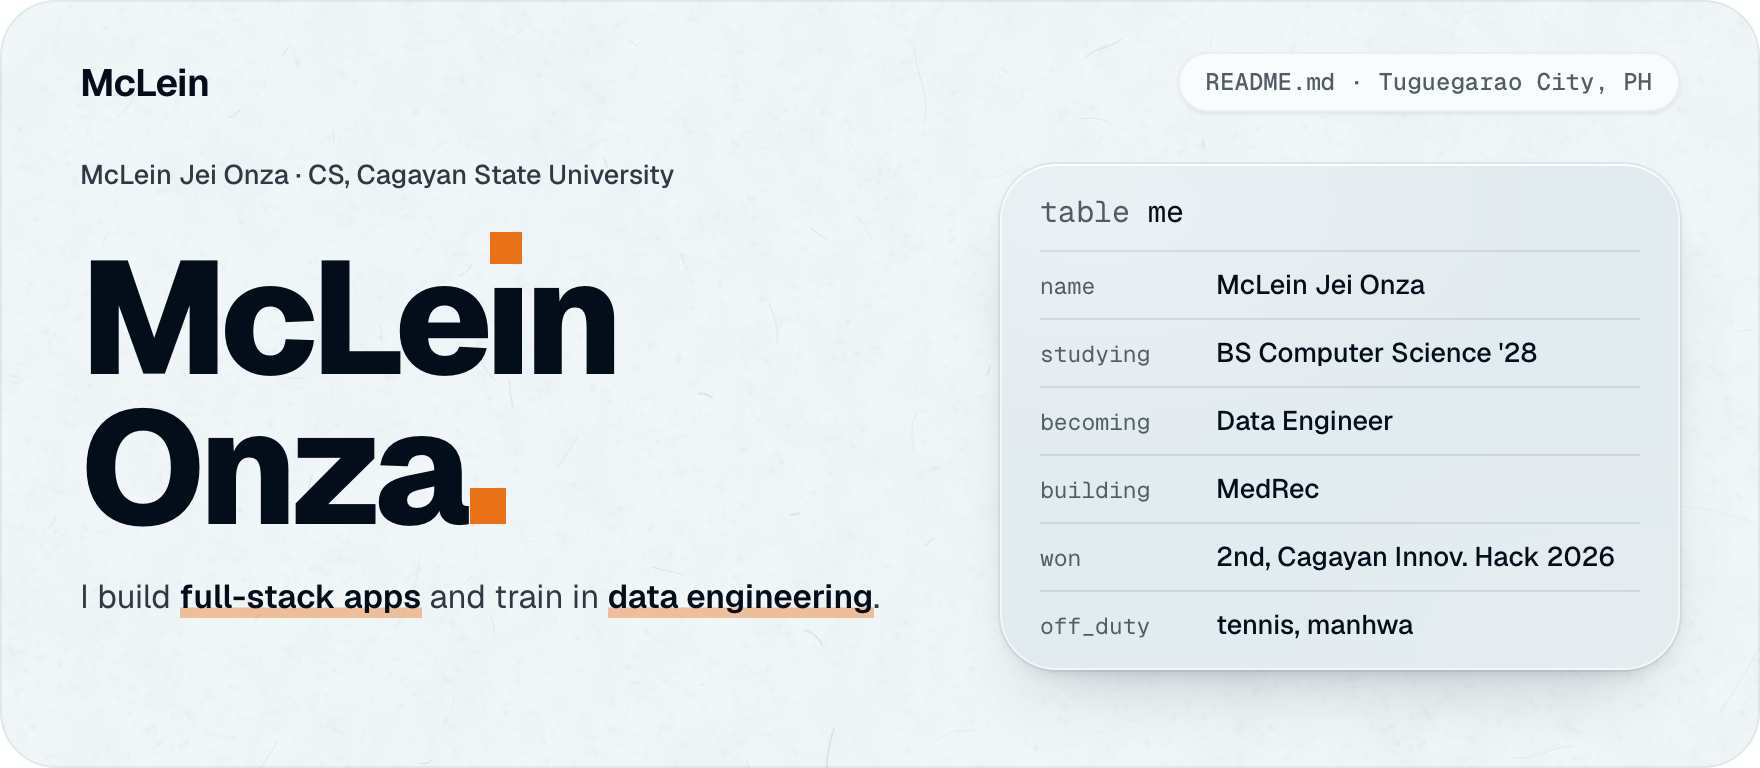 McLein
README.md · Tuguegarao City, PH
McLein Jei Onza · CS, Cagayan State University
McLein
Onza.
I build full-stack apps and train in data engineering.
table me
name McLein Jei Onza
studying BS Computer Science '28
becoming Data Engineer
building MedRec
won 2nd, Cagayan Innov. Hack 2026
off_duty tennis, manhwa